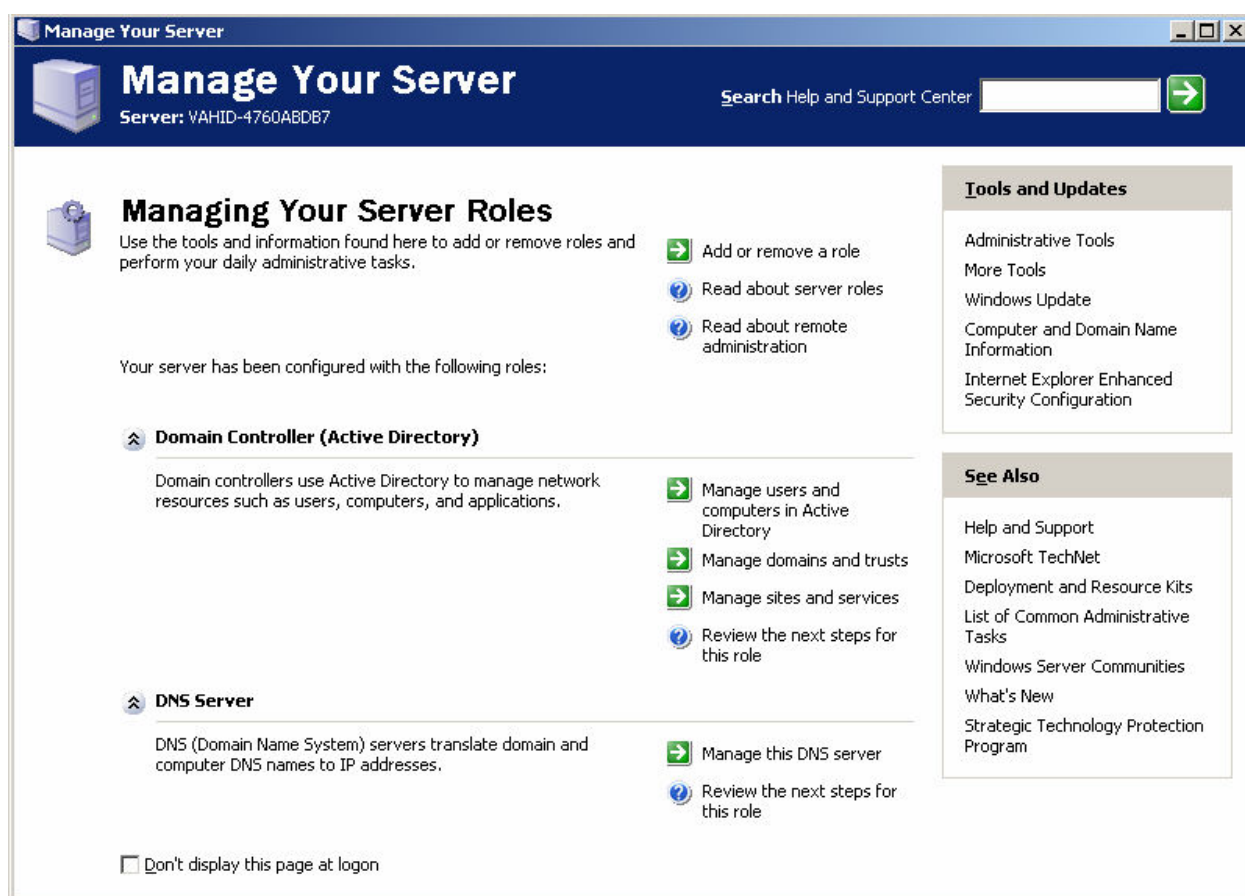 Manage Your Server
Manage Your Server
Server: VAHID-4760ABDB7
Search Help and Support Center
Managing Your Server Roles
Use the tools and information found here to add or remove roles and
perform your daily administrative tasks.
Add or remove a role
Read about server roles
Read about remote
administration
Your server has been configured with the following roles:
Domain Controller (Active Directory)
Domain controllers use Active Directory to manage network
resources such as users, computers, and applications.
Manage users and
computers in Active
Directory
Manage domains and trusts
Manage sites and services
Review the next steps for
this role
DNS Server
DNS (Domain Name System) servers translate domain and
computer DNS names to IP addresses.
Manage this DNS server
Review the next steps for
this role
Don't display this page at logon
Tools and Updates
Administrative Tools
More Tools
Windows Update
Computer and Domain Name
Information
Internet Explorer Enhanced
Security Configuration
See Also
Help and Support
Microsoft TechNet
Deployment and Resource Kits
List of Common Administrative
Tasks
Windows Server Communities
What's New
Strategic Technology Protection
Program